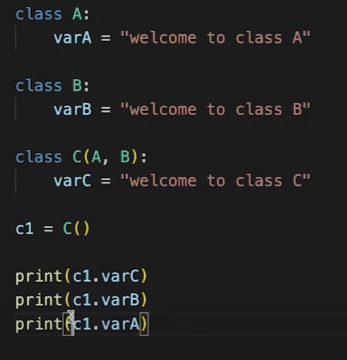 class A:
    varA = "welcome to class A"
class B:
    varB = "welcome to class B"
class C(A, B):
    varC = "welcome to class C"
c1 = C()
print(c1.varC)
print(c1.varB)
print(c1.varA)